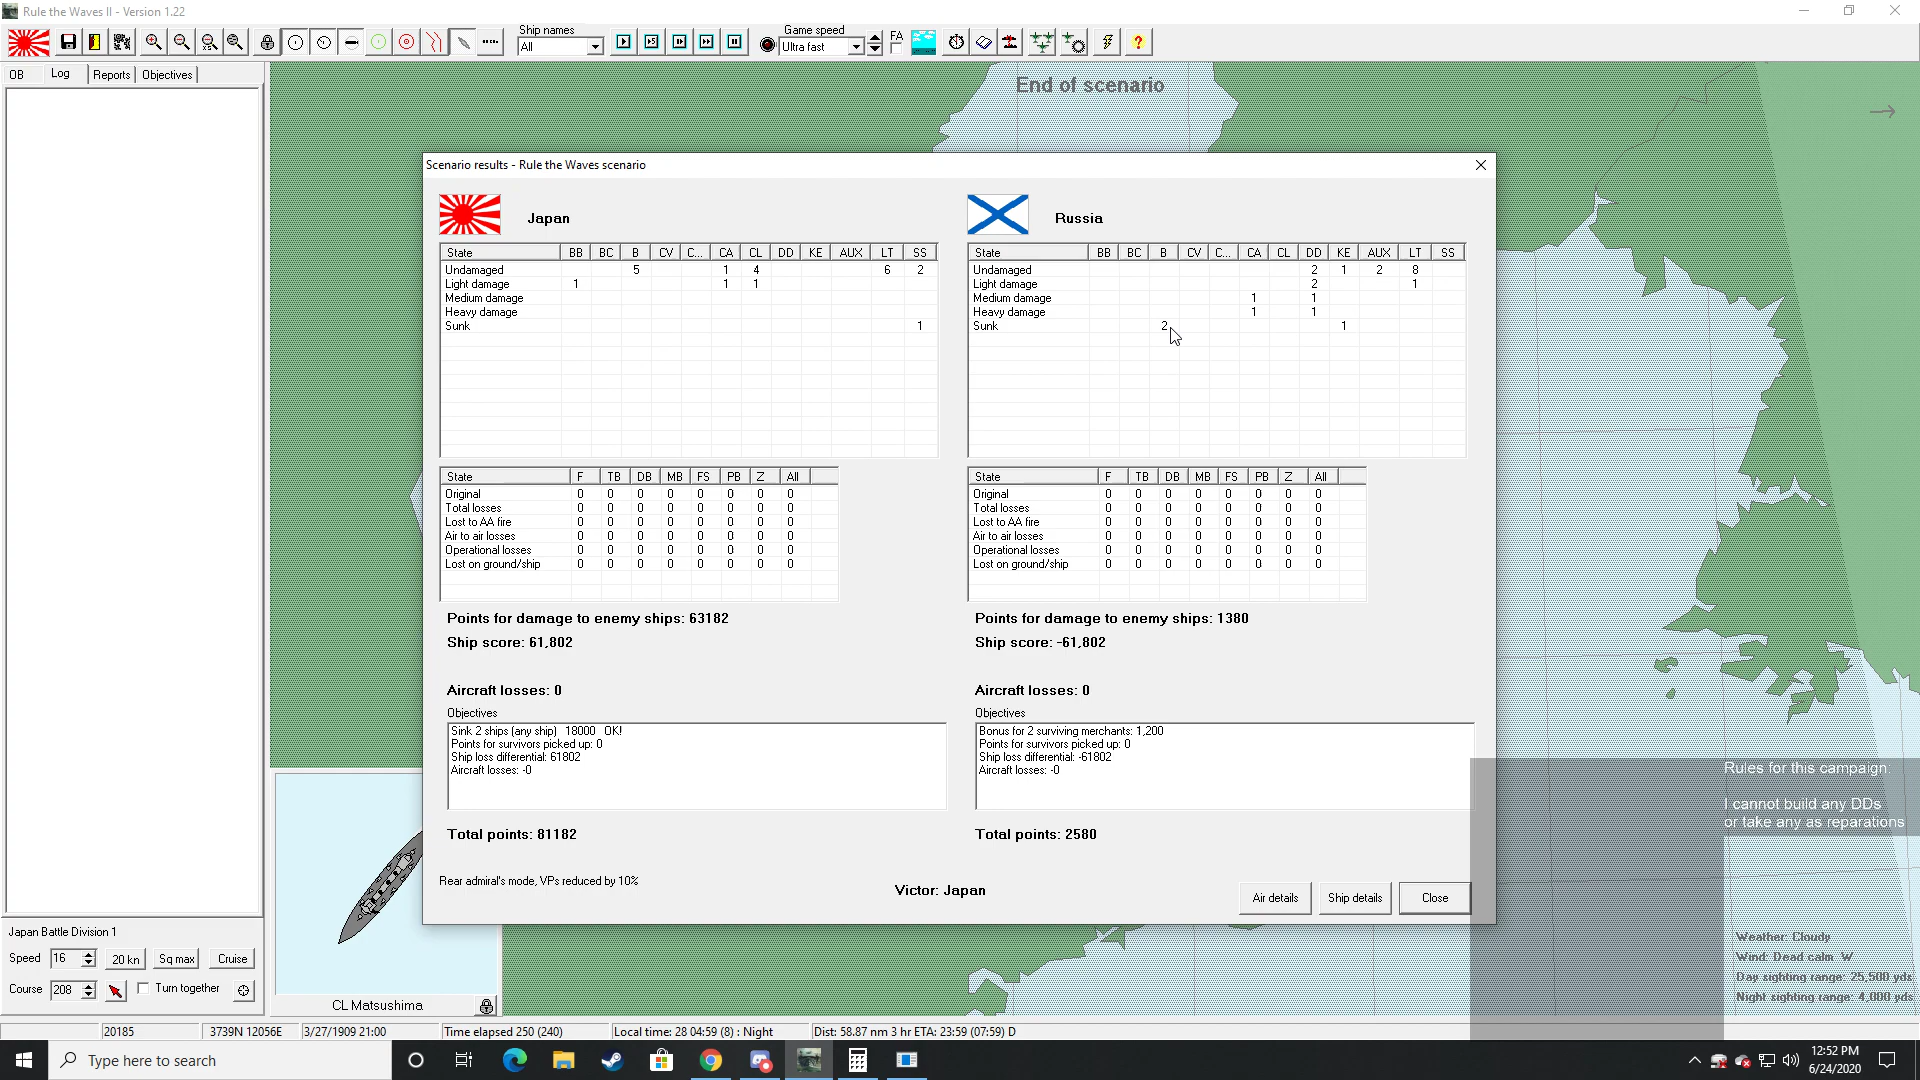 Rule the Waves II - Version 1.22
Ship names
All
Game speed
Ultra fast
FA
OB Log Reports Objectives
End of scenario
Scenario results - Rule the Waves scenario
Japan
State BB BC B CV C... CA CL DD KE AUX LT SS
Undamaged 5 1 4 6 2
Light damage 1 1 1
Medium damage
Heavy damage
Sunk 1
State F TB DB MB FS PB Z All
Original 0 0 0 0 0 0 0 0
Total losses 0 0 0 0 0 0 0 0
Lost to AA fire 0 0 0 0 0 0 0 0
Air to air losses 0 0 0 0 0 0 0 0
Operational losses 0 0 0 0 0 0 0 0
Lost on ground/ship 0 0 0 0 0 0 0 0
Points for damage to enemy ships: 63182
Ship score: 61,802
Aircraft losses: 0
Objectives
Sink 2 ships (any ship) 18000 OK!
Points for survivors picked up: 0
Ship loss differential: 61802
Aircraft losses: -0
Total points: 81182
Russia
State BB BC B CV C... CA CL DD KE AUX LT SS
Undamaged 2 1 2 8
Light damage 2 1
Medium damage 1 1
Heavy damage 1 1
Sunk 2 1
State F TB DB MB FS PB Z All
Original 0 0 0 0 0 0 0 0
Total losses 0 0 0 0 0 0 0 0
Lost to AA fire 0 0 0 0 0 0 0 0
Air to air losses 0 0 0 0 0 0 0 0
Operational losses 0 0 0 0 0 0 0 0
Lost on ground/ship 0 0 0 0 0 0 0 0
Points for damage to enemy ships: 1380
Ship score: -61,802
Aircraft losses: 0
Objectives
Bonus for 2 surviving merchants: 1,200
Points for survivors picked up: 0
Ship loss differential: -61802
Aircraft losses: -0
Total points: 2580
Rear admiral's mode, VPs reduced by 10%
Victor: Japan
Air details Ship details Close
Rules for this campaign:
I cannot build any DDs
or take any as reparations
Weather: Cloudy
Wind: Dead calm W
Day sighting range: 25,500 yds
Night sighting range: 4,000 yds
Japan Battle Division 1
Speed 16 20 kn Sq max Cruise
Course 208 Turn together
CL Matsushima
20185 3739N 12056E 3/27/1909 21:00 Time elapsed 250 (240) Local time: 28 04:59 (8) : Night Dist: 58.87 nm 3 hr ETA: 23:59 (07:59) D
Type here to search
12:52 PM
6/24/2020